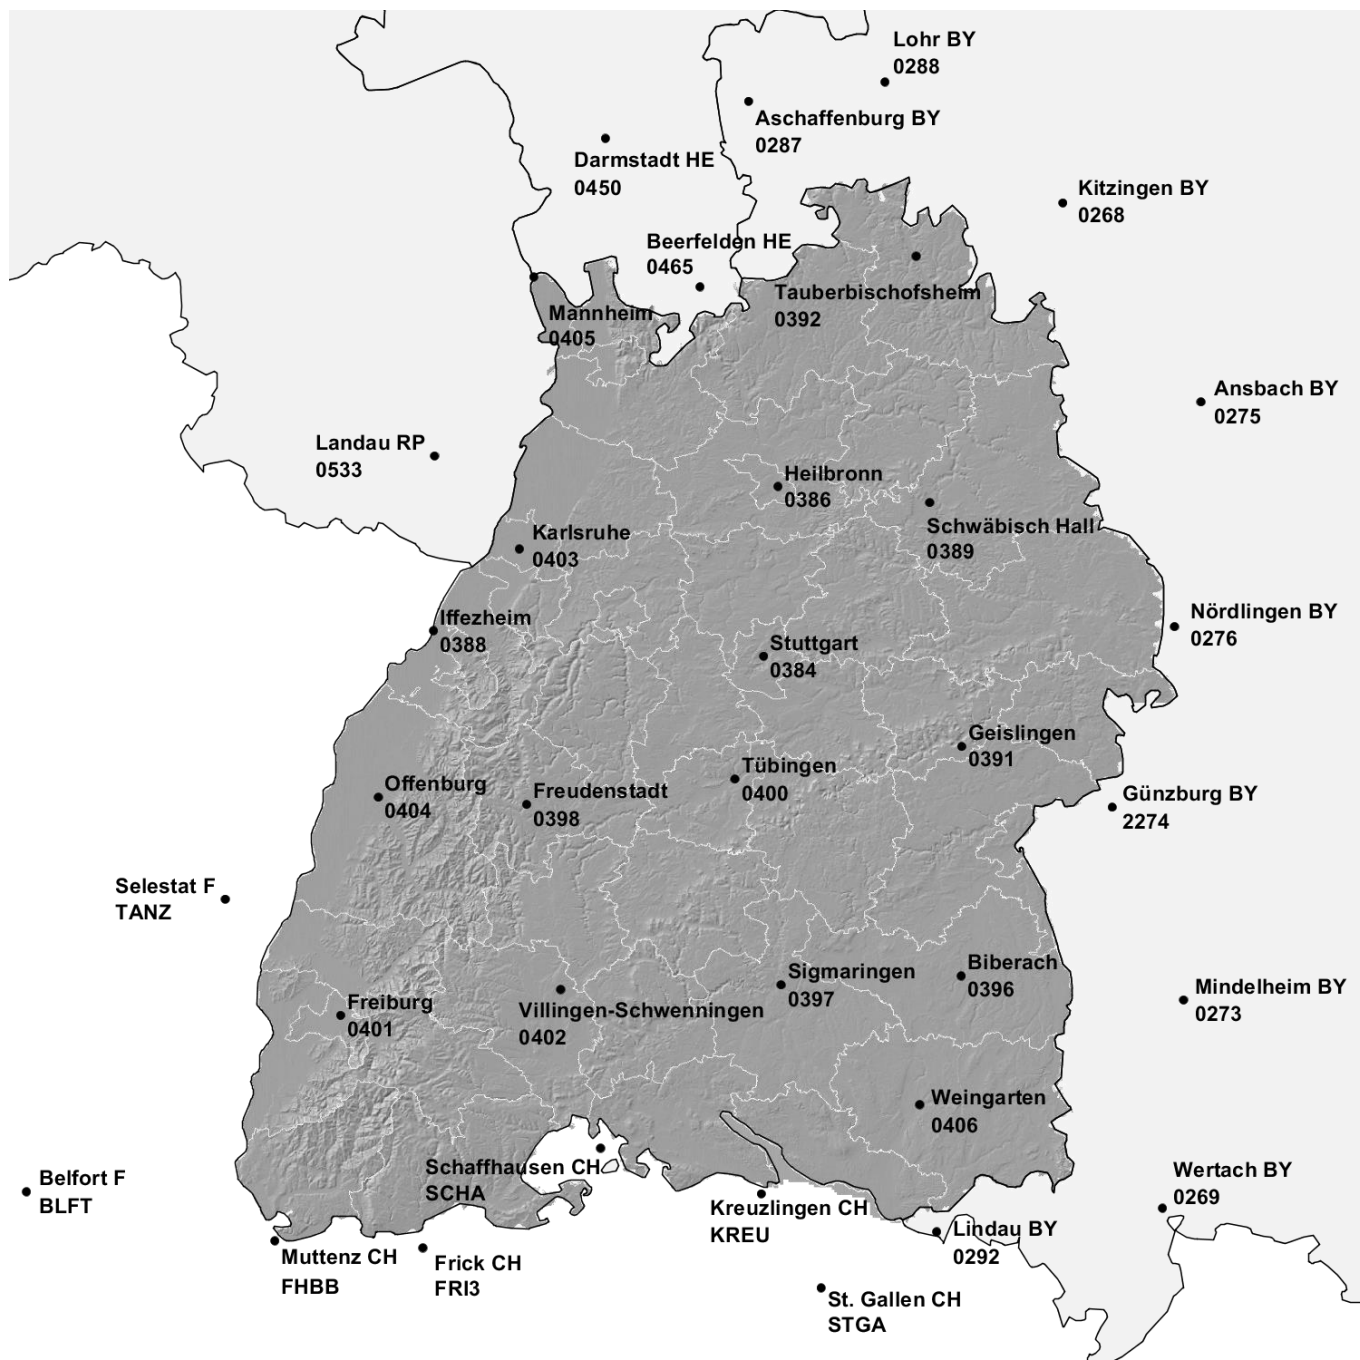 Lohr BY
0288
Aschaffenburg BY
0287
Darmstadt HE
0450
Kitzingen BY
0268
Beerfelden HE
0465
Tauberbischofsheim
0392
Mannheim
0405
Ansbach BY
0275
Landau RP
0533
Heilbronn
0386
Schwäbisch Hall
0389
Karlsruhe
0403
Iffezheim
0388
Nördlingen BY
0276
Stuttgart
0384
Geislingen
0391
Tübingen
0400
Offenburg
0404
Freudenstadt
0398
Günzburg BY
2274
Selestat F
TANZ
Sigmaringen
0397
Biberach
0396
Mindelheim BY
0273
Freiburg
0401
Villingen-Schwenningen
0402
Weingarten
0406
Schaffhausen CH
SCHA
Belfort F
BLFT
Wertach BY
0269
Kreuzlingen CH
KREU
Lindau BY
0292
Muttenz CH
FHBB
Frick CH
FRI3
St. Gallen CH
STGA